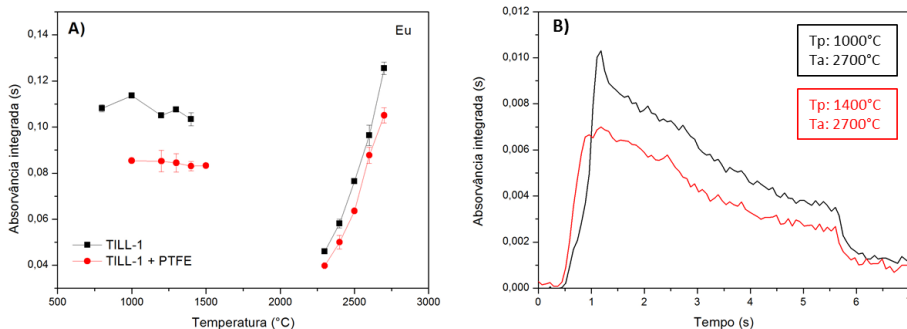 A)
Eu
Absorvância integrada (s)
0,14
0,12
0,10
0,08
0,06
0,04
TILL-1
TILL-1 + PTFE
500
1000
1500
2000
2500
3000
Temperatura (°C)
B)
Tp: 1000°C
Ta: 2700°C
Tp: 1400°C
Ta: 2700°C
Absorvância integrada (s)
0,012
0,010
0,008
0,006
0,004
0,002
0,000
0
1
2
3
4
5
6
Tempo (s)